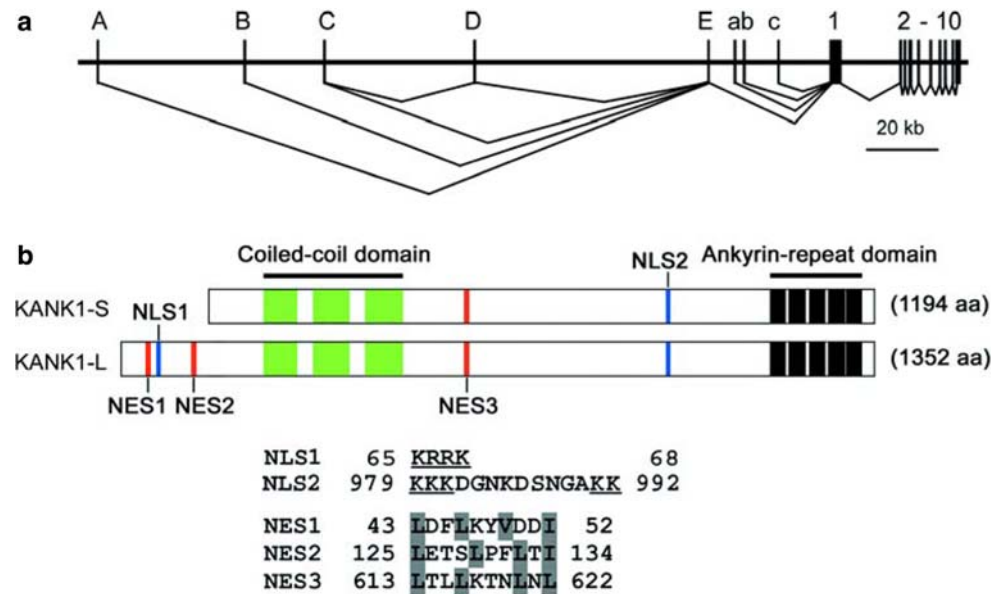 a
A B C D E ab c 1 2 - 10
20 kb
b
Coiled-coil domain
NLS2
Ankyrin-repeat domain
KANK1-S
NLS1
(1194 aa)
KANK1-L
(1352 aa)
NES1 NES2
NES3
NLS1 65 KRRK 68
NLS2 979 KKKDGNKDSNGAKK 992
NES1 43 LDFLKYVDDI 52
NES2 125 LETSLPFLTI 134
NES3 613 LTLLKTNLNL 622